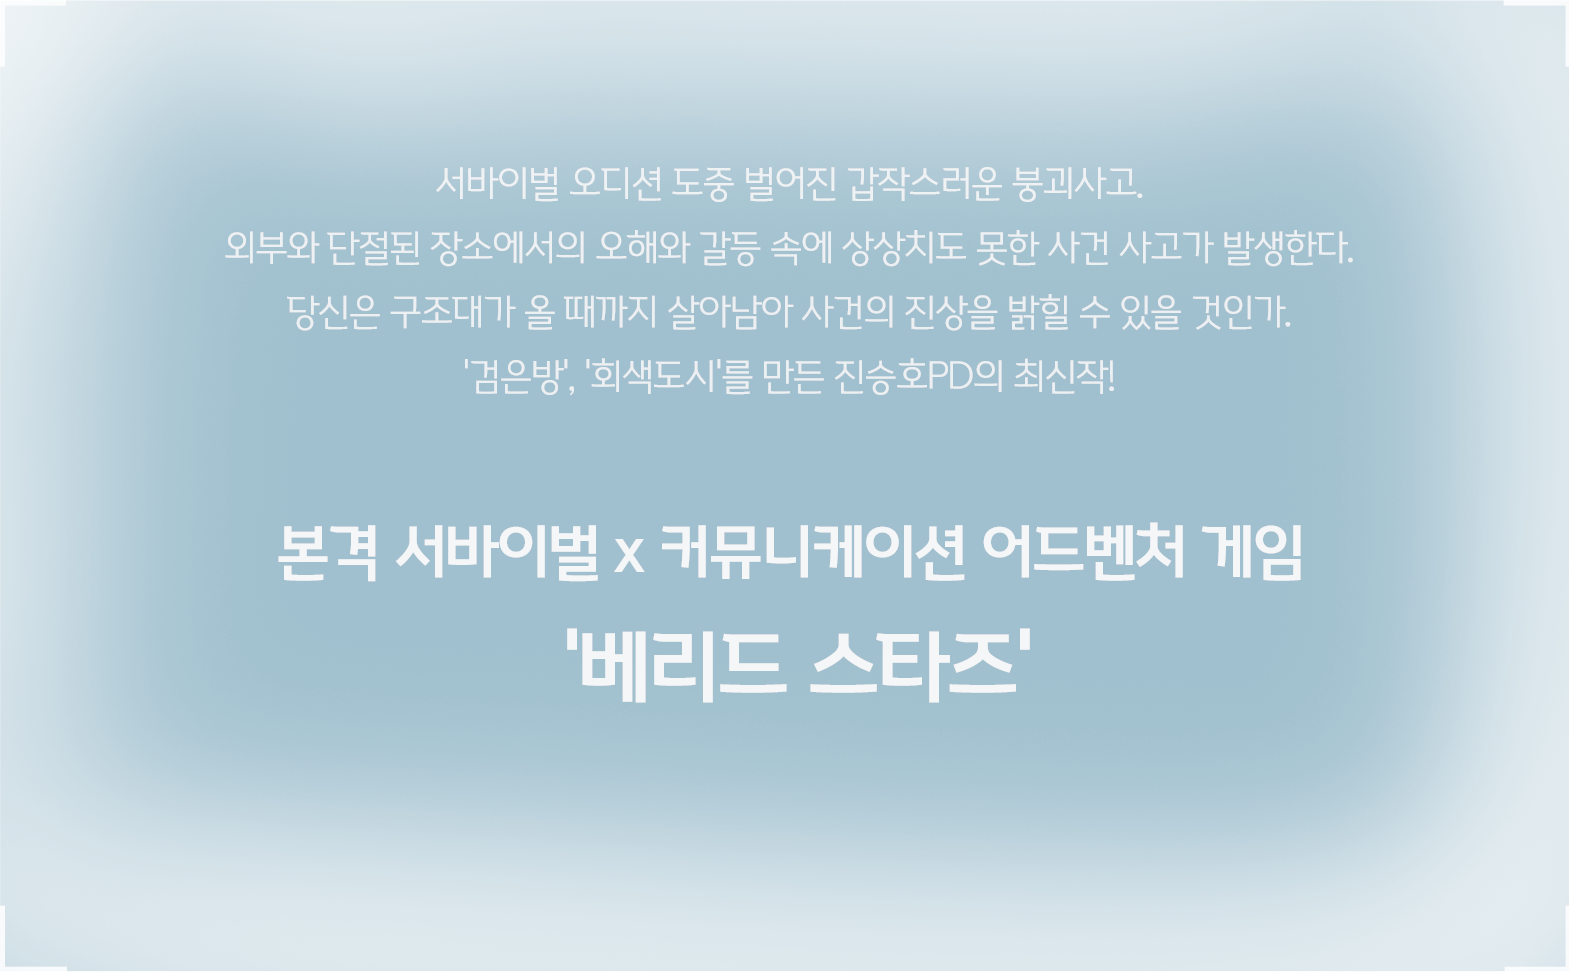 서바이벌 오디션 도중 벌어진 갑작스러운 붕괴사고.
외부와 단절된 장소에서의 오해와 갈등 속에 상상치도 못한 사건 사고가 발생한다.
당신은 구조대가 올 때까지 살아남아 사건의 진상을 밝힐 수 있을 것인가.
'검은방', '회색도시'를 만든 진승호PD의 최신작!
본격 서바이벌 x 커뮤니케이션 어드벤처 게임
'베리드 스타즈'